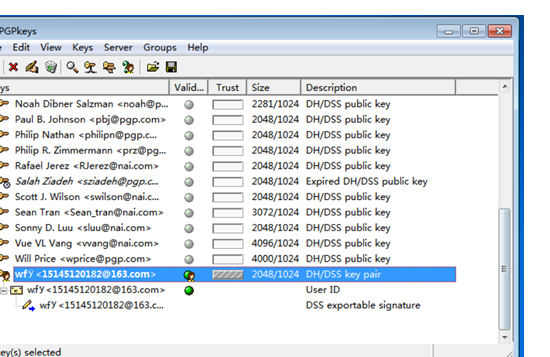 PGPkeys
Edit View Keys Server Groups Help
ys Valid... Trust Size Description
Noah Dibner Salzman <noah@p... 2281/1024 DH/DSS public key
Paul B. Johnson <pbj@pgp.com> 2048/1024 DH/DSS public key
Philip Nathan <philipn@pgp.c... 2048/1024 DH/DSS public key
Philip R. Zimmermann <prz@pg... 2048/1024 DH/DSS public key
Rafael Jerez <RJerez@nai.com> 2048/1024 DH/DSS public key
Salah Ziadeh <sziadeh@pgp.c... 2048/1024 Expired DH/DSS public key
Scott J. Wilson <swilson@nai.c... 2048/1024 DH/DSS public key
Sean Tran <Sean_tran@nai.com> 3072/1024 DH/DSS public key
Sonny D. Luu <sluu@nai.com> 2048/1024 DH/DSS public key
Vue VL Vang <vvang@nai.com> 4096/1024 DH/DSS public key
Will Price <wprice@pgp.com> 4000/1024 DH/DSS public key
wfy <15145120182@163.com> 2048/1024 DH/DSS key pair
wfy <15145120182@163.com> User ID
wfy <15145120182@163.c... DSS exportable signature
ey(s) selected